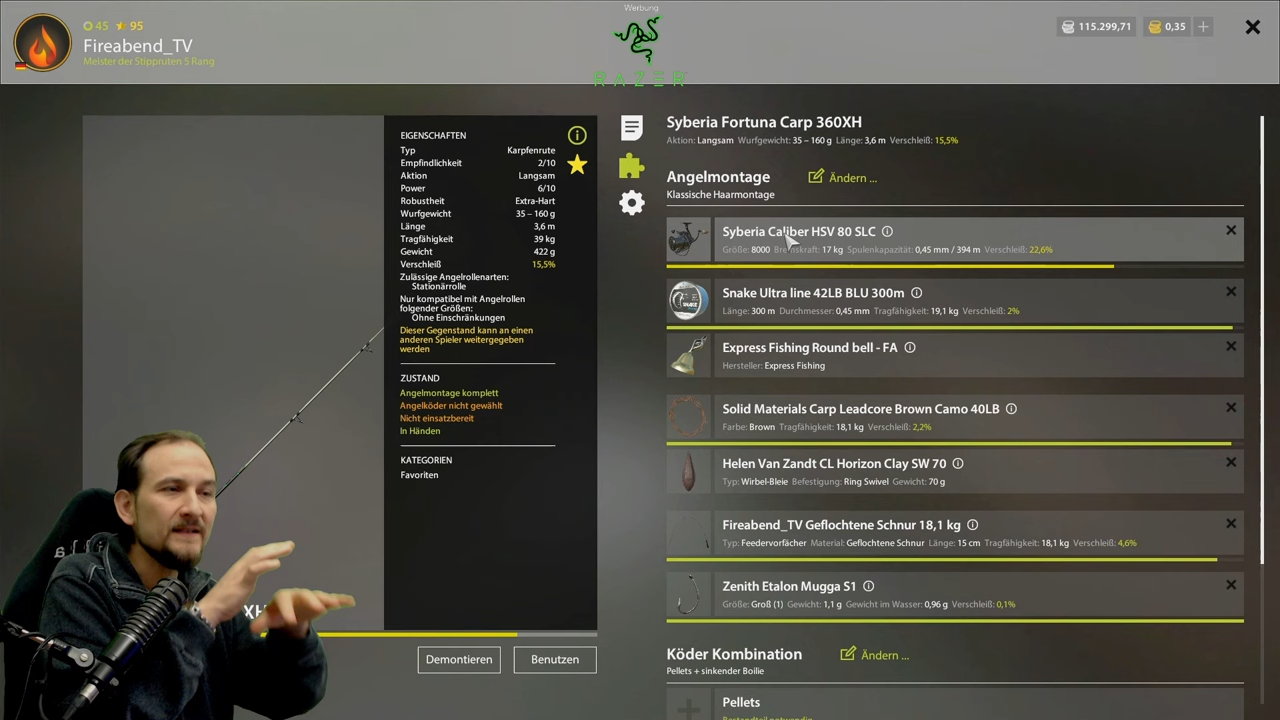 Werbung
45 95
Fireabend_TV
Meister der Stippruten 5 Rang
RAZER
115.299,71
0,35
EIGENSCHAFTEN
Typ Karpfenrute
Empfindlichkeit 2/10
Aktion Langsam
Power 6/10
Robustheit Extra-Hart
Wurfgewicht 35 – 160 g
Länge 3,6 m
Tragfähigkeit 39 kg
Gewicht 422 g
Verschleiß 15,5%
Zulässige Angelrollenarten:
Stationärrolle
Nur kompatibel mit Angelrollen
folgender Größen:
Ohne Einschränkungen
Dieser Gegenstand kann an einen
anderen Spieler weitergegeben
werden
ZUSTAND
Angelmontage komplett
Angelköder nicht gewählt
Nicht einsatzbereit
In Händen
KATEGORIEN
Favoriten
XH
Demontieren
Benutzen
Syberia Fortuna Carp 360XH
Aktion: Langsam Wurfgewicht: 35 – 160 g Länge: 3,6 m Verschleiß: 15,5%
Angelmontage Ändern ...
Klassische Haarmontage
Syberia Caliber HSV 80 SLC
Größe: 8000 Bremskraft: 17 kg Spulenkapazität: 0,45 mm / 394 m Verschleiß: 22,6%
Snake Ultra line 42LB BLU 300m
Länge: 300 m Durchmesser: 0,45 mm Tragfähigkeit: 19,1 kg Verschleiß: 2%
Express Fishing Round bell - FA
Hersteller: Express Fishing
Solid Materials Carp Leadcore Brown Camo 40LB
Farbe: Brown Tragfähigkeit: 18,1 kg Verschleiß: 2,2%
Helen Van Zandt CL Horizon Clay SW 70
Typ: Wirbel-Bleie Befestigung: Ring Swivel Gewicht: 70 g
Fireabend_TV Geflochtene Schnur 18,1 kg
Typ: Feedervorfächer Material: Geflochtene Schnur Länge: 15 cm Tragfähigkeit: 18,1 kg Verschleiß: 4,6%
Zenith Etalon Mugga S1
Größe: Groß (1) Gewicht: 1,1 g Gewicht im Wasser: 0,96 g Verschleiß: 0,1%
Köder Kombination Ändern ...
Pellets + sinkender Boilie
Pellets
Bestandteil notwendig